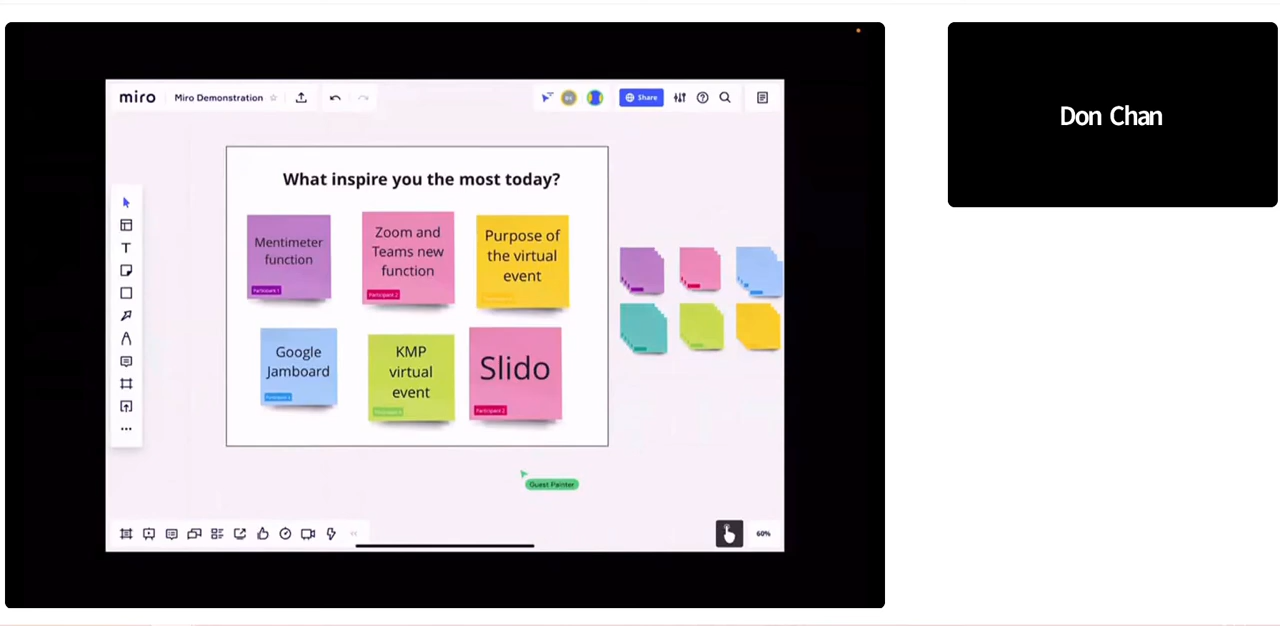 miro
Miro Demonstration
Share
What inspire you the most today?
Mentimeter
function
Participant 1
Zoom and
Teams new
function
Participant 2
Purpose of
the virtual
event
Google
Jamboard
KMP
virtual
event
Slido
Participant 2
Guest Painter
60%
Don Chan